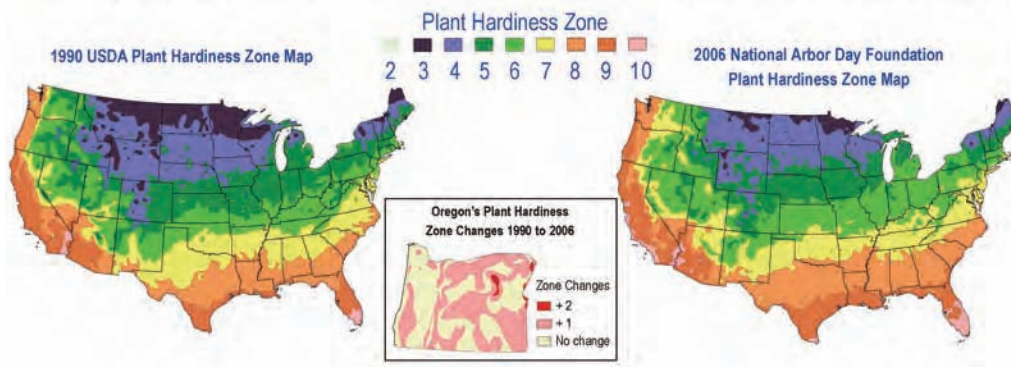 Plant Hardiness Zone
1990 USDA Plant Hardiness Zone Map
2 3 4 5 6 7 8 9 10
2006 National Arbor Day Foundation
Plant Hardiness Zone Map
Oregon's Plant Hardiness
Zone Changes 1990 to 2006
Zone Changes
+ 2
+ 1
No change